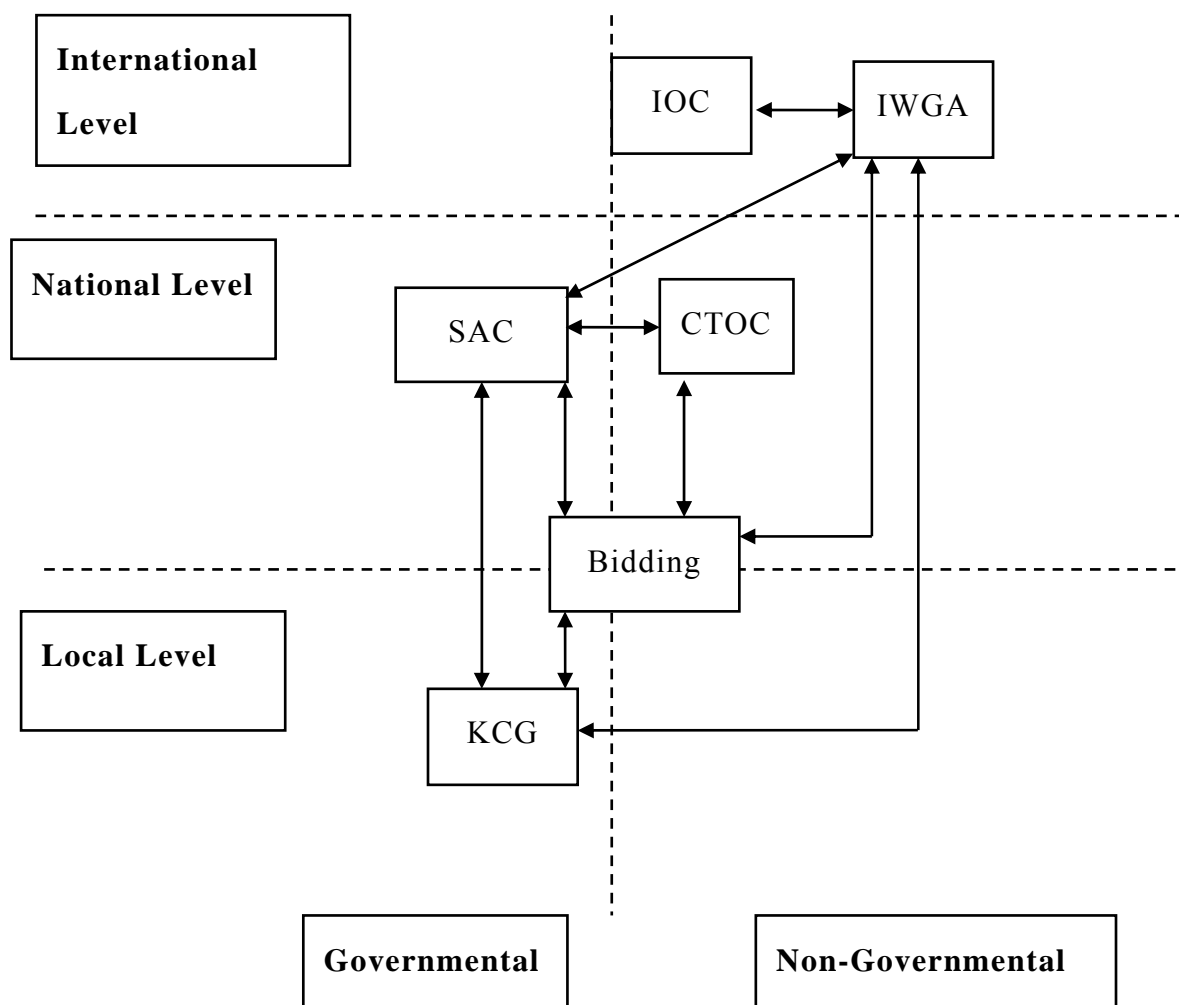 International
Level
IOC
IWGA
National Level
SAC
CTOC
Bidding
Local Level
KCG
Governmental
Non-Governmental